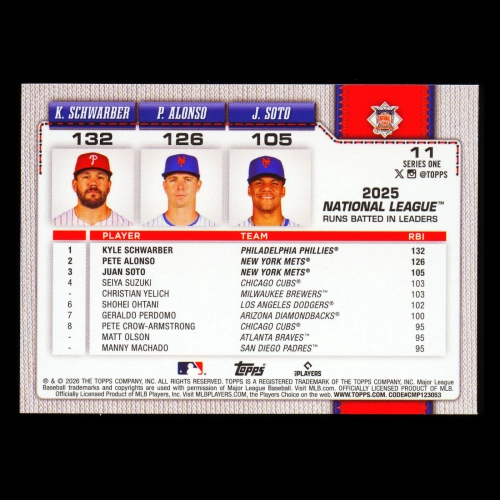 K. SCHWARBER P. ALONSO J. SOTO
132 126 105
11
SERIES ONE
@TOPPS
2025
NATIONAL LEAGUE™
RUNS BATTED IN LEADERS
PLAYER TEAM RBI
1 KYLE SCHWARBER PHILADELPHIA PHILLIES® 132
2 PETE ALONSO NEW YORK METS® 126
3 JUAN SOTO NEW YORK METS® 105
4 SEIYA SUZUKI CHICAGO CUBS® 103
- CHRISTIAN YELICH MILWAUKEE BREWERS™ 103
6 SHOHEI OHTANI LOS ANGELES DODGERS® 102
7 GERALDO PERDOMO ARIZONA DIAMONDBACKS® 100
8 PETE CROW-ARMSTRONG CHICAGO CUBS® 95
- MATT OLSON ATLANTA BRAVES™ 95
- MANNY MACHADO SAN DIEGO PADRES™ 95
Topps PLAYERS
® & © 2026 THE TOPPS COMPANY, INC. ALL RIGHTS RESERVED. TOPPS IS A REGISTERED TRADEMARK OF THE TOPPS COMPANY, INC. Major League
Baseball trademarks and copyrights are used with permission of Major League Baseball. Visit MLB.com. Officially Licensed Product of MLB.
Officially Licensed Product of MLB Players, Inc. Visit MLBPLAYERS.COM, the Players Choice on the web. WWW.TOPPS.COM. CODE#CMP123053